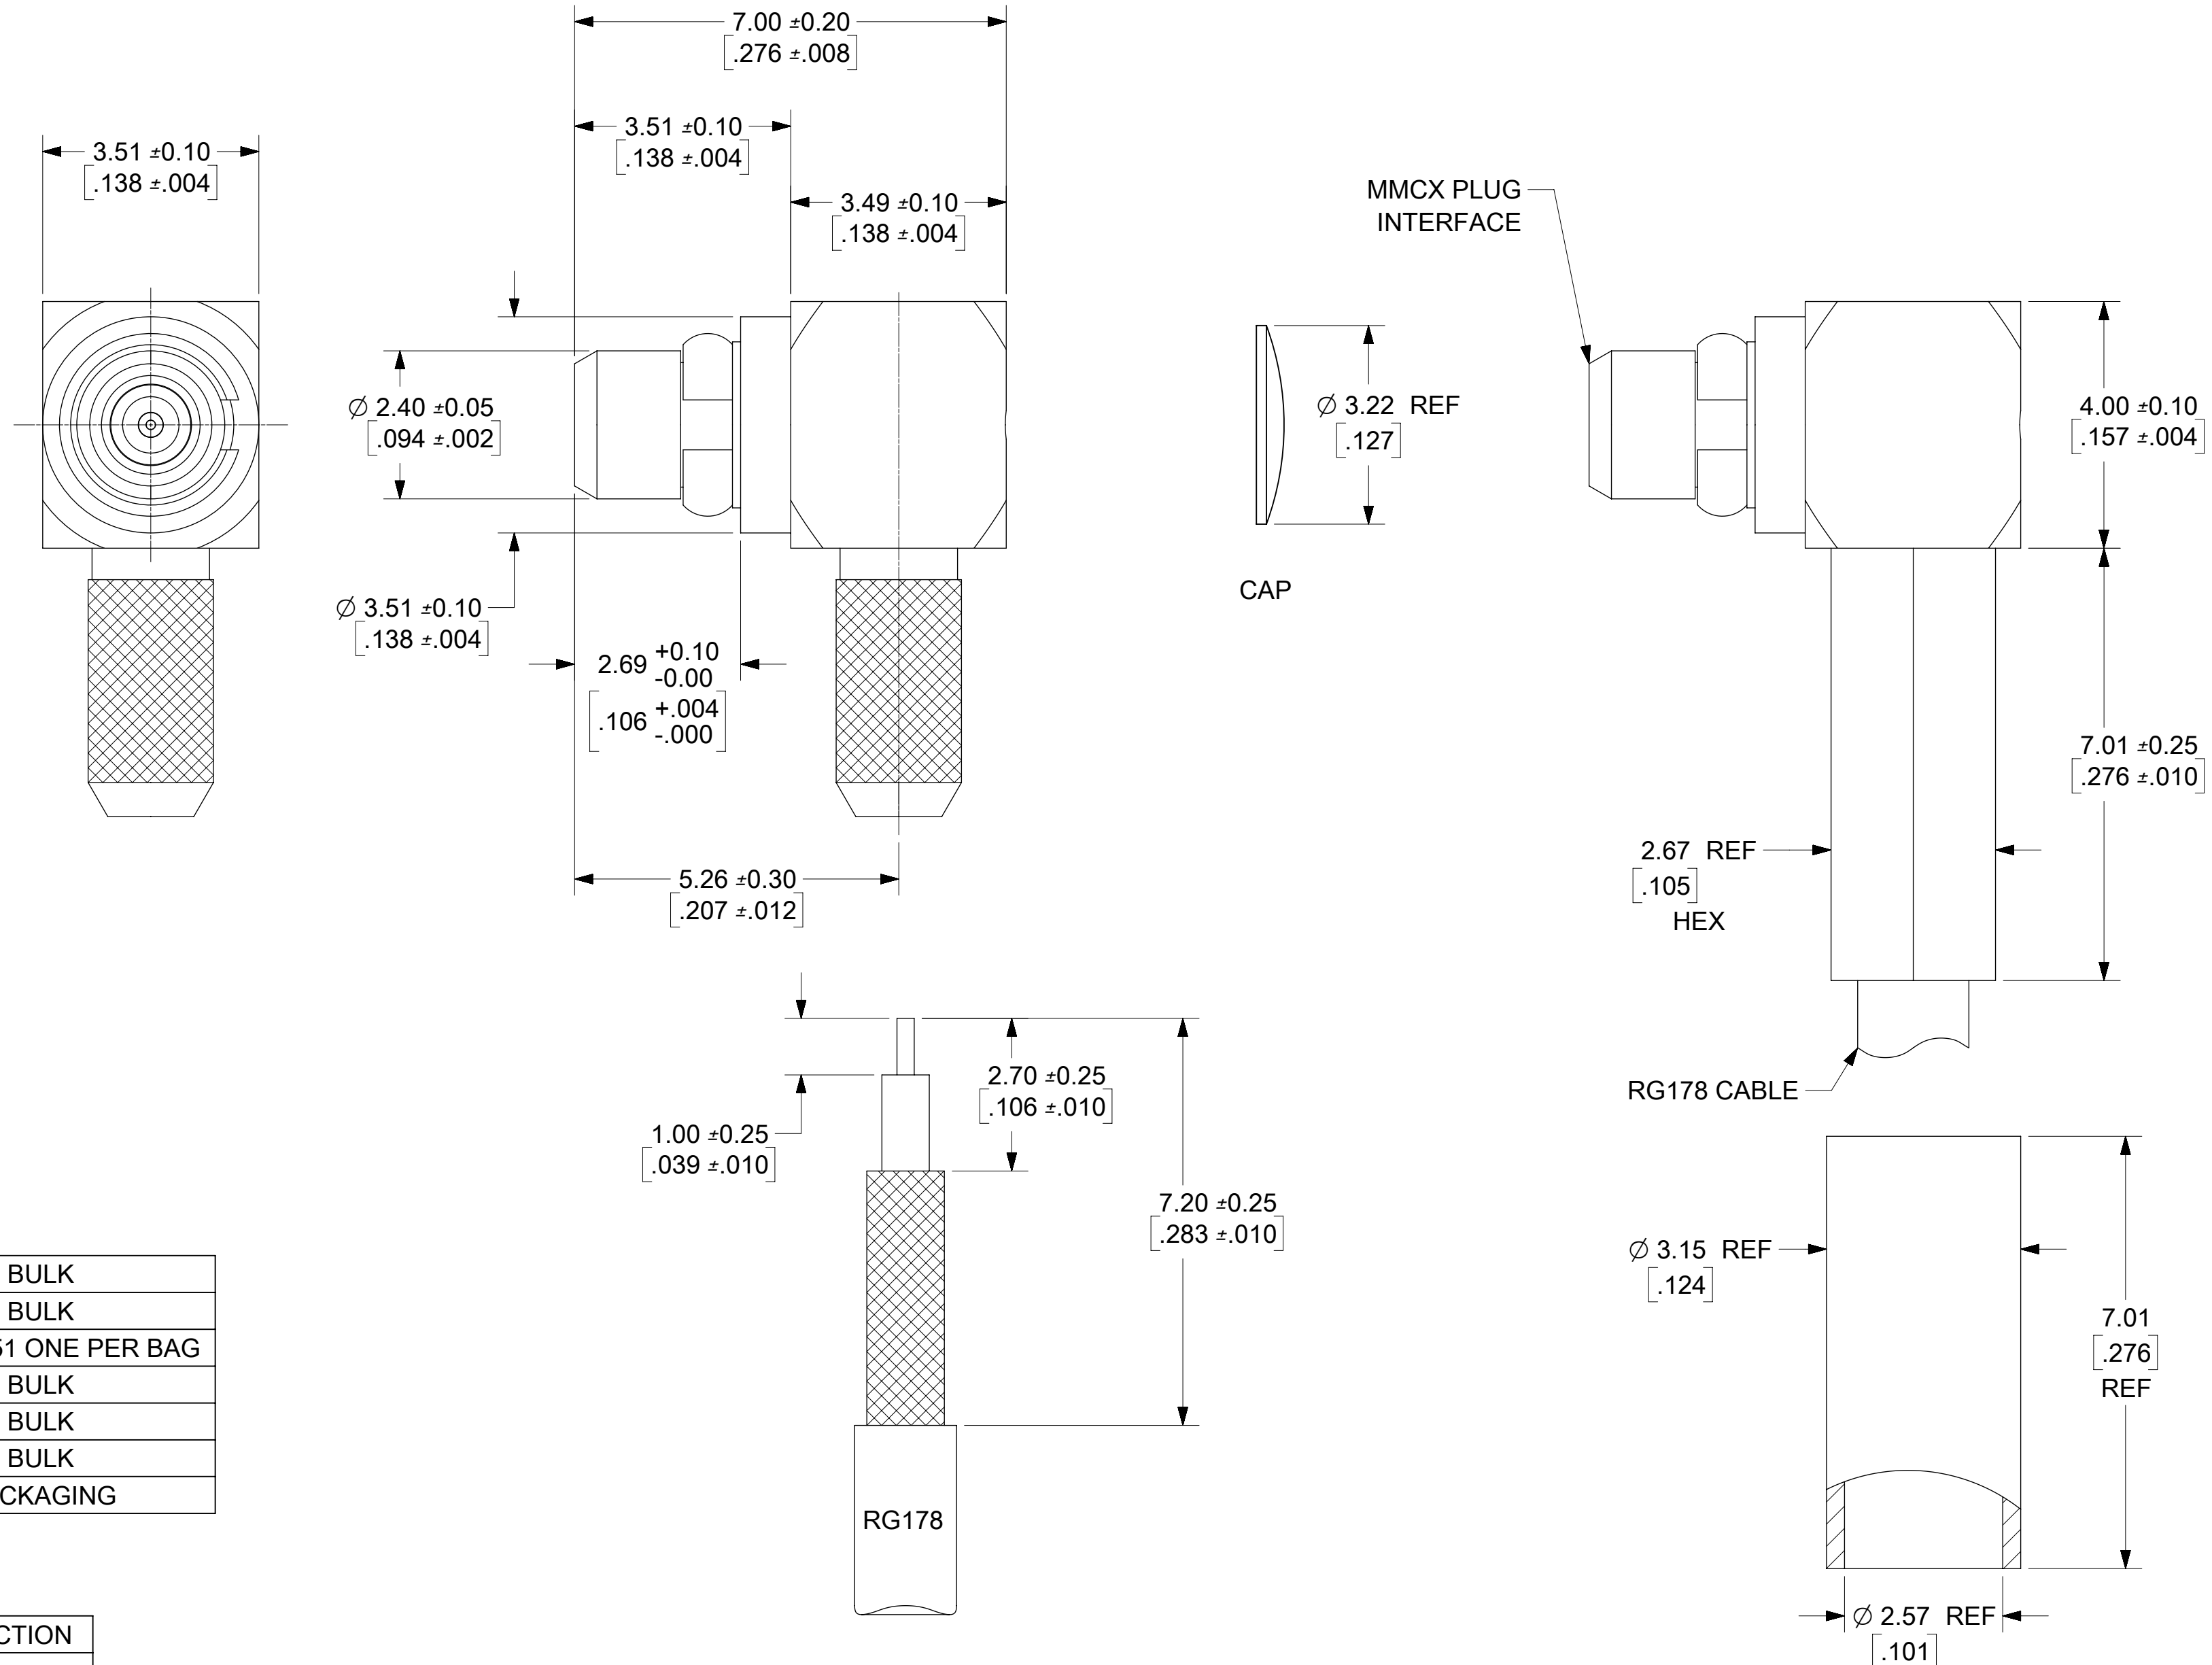 7.00 ±0.20
[.276 ±.008]
3.51 ±0.10
[.138 ±.004]
3.51 ±0.10
[.138 ±.004]
3.49 ±0.10
[.138 ±.004]
MMCX PLUG
INTERFACE
Ø 2.40 ±0.05
[.094 ±.002]
Ø 3.22 REF
[.127]
4.00 ±0.10
[.157 ±.004]
CAP
Ø 3.51 ±0.10
[.138 ±.004]
2.69 +0.10
-0.00
[.106 +.004
-.000]
7.01 ±0.25
[.276 ±.010]
5.26 ±0.30
[.207 ±.012]
2.67 REF
[.105]
HEX
2.70 ±0.25
[.106 ±.010]
RG178 CABLE
1.00 ±0.25
[.039 ±.010]
7.20 ±0.25
[.283 ±.010]
Ø 3.15 REF
[.124]
7.01
[.276]
REF
BULK
BULK
51 ONE PER BAG
BULK
BULK
BULK
CKAGING
RG178
CTION
Ø 2.57 REF
[.101]